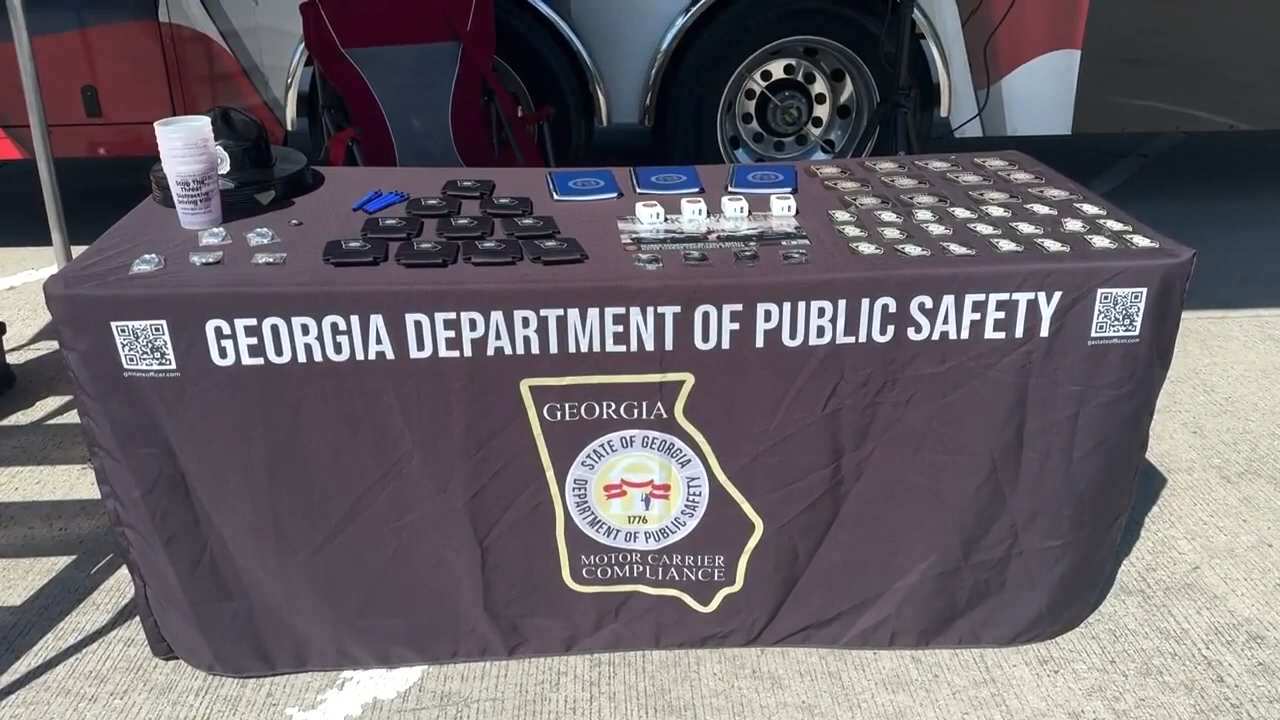 GEORGIA DEPARTMENT OF PUBLIC SAFETY
gastateofficer.com
gastateofficer.com
GEORGIA
STATE OF GEORGIA
DEPARTMENT OF PUBLIC SAFETY
1776
MOTOR CARRIER
COMPLIANCE